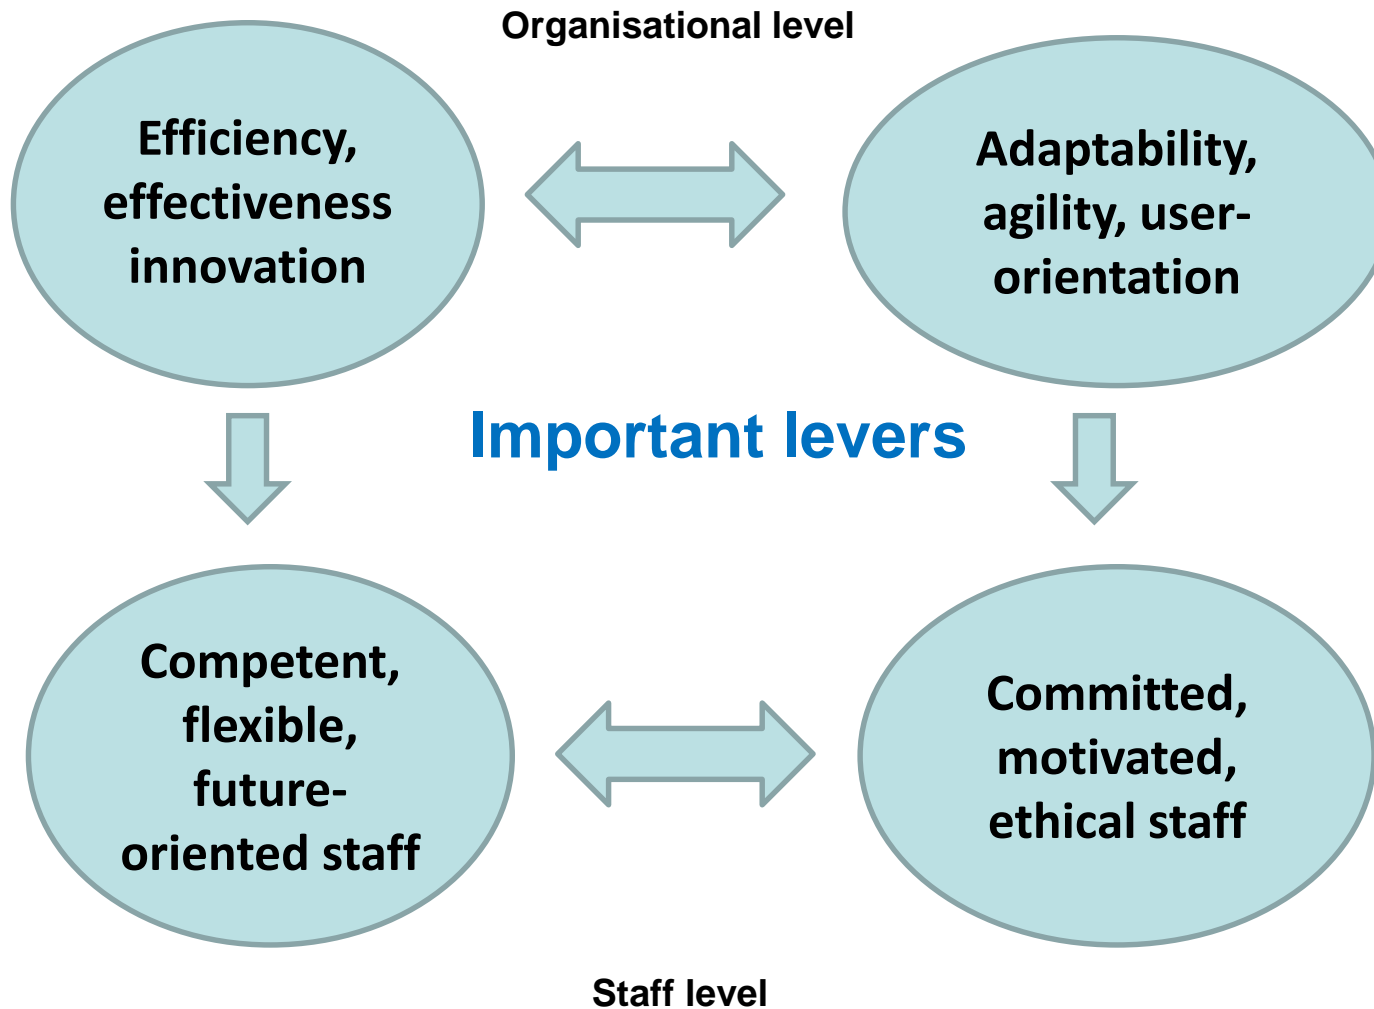 Organisational level
Efficiency,
effectiveness
innovation
Adaptability,
agility, user-
orientation
Important levers
Competent,
flexible,
future-
oriented staff
Committed,
motivated,
ethical staff
Staff level